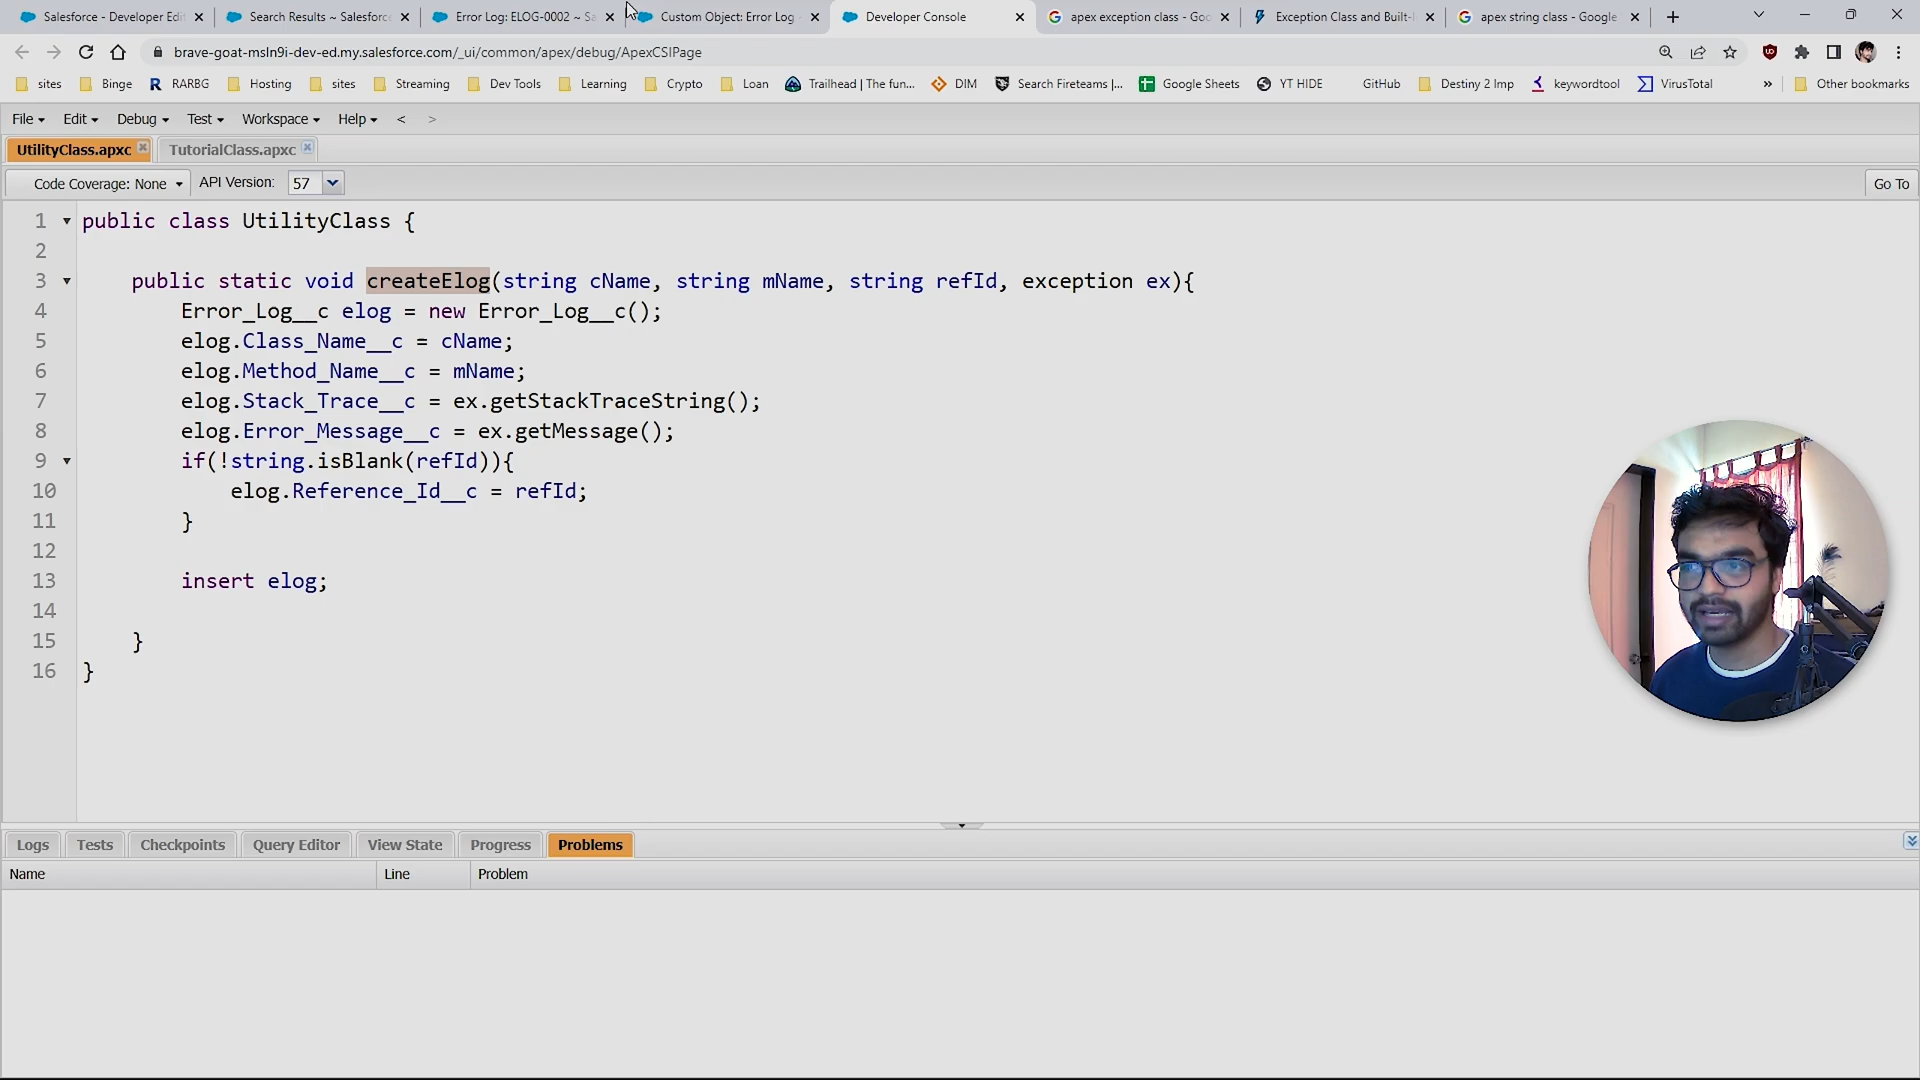 Salesforce - Developer Edi
Search Results ~ Salesforce
Error Log: ELOG-0002 ~ Sa
Custom Object: Error Log
Developer Console
apex exception class - Goo
Exception Class and Built-
apex string class - Google
brave-goat-msln9i-dev-ed.my.salesforce.com/_ui/common/apex/debug/ApexCSIPage
sites
Binge
RARBG
Hosting
sites
Streaming
Dev Tools
Learning
Crypto
Loan
Trailhead | The fun...
DIM
Search Fireteams |...
Google Sheets
YT HIDE
GitHub
Destiny 2 Imp
keywordtool
VirusTotal
»
Other bookmarks
File Edit Debug Test Workspace Help < >
UtilityClass.apxc
TutorialClass.apxc
Code Coverage: None
API Version: 57
Go To
1 public class UtilityClass {
2
3 public static void createElog(string cName, string mName, string refId, exception ex){
4 Error_Log__c elog = new Error_Log__c();
5 elog.Class_Name__c = cName;
6 elog.Method_Name__c = mName;
7 elog.Stack_Trace__c = ex.getStackTraceString();
8 elog.Error_Message__c = ex.getMessage();
9 if(!string.isBlank(refId)){
10 elog.Reference_Id__c = refId;
11 }
12
13 insert elog;
14
15 }
16 }
Logs
Tests
Checkpoints
Query Editor
View State
Progress
Problems
Name
Line
Problem